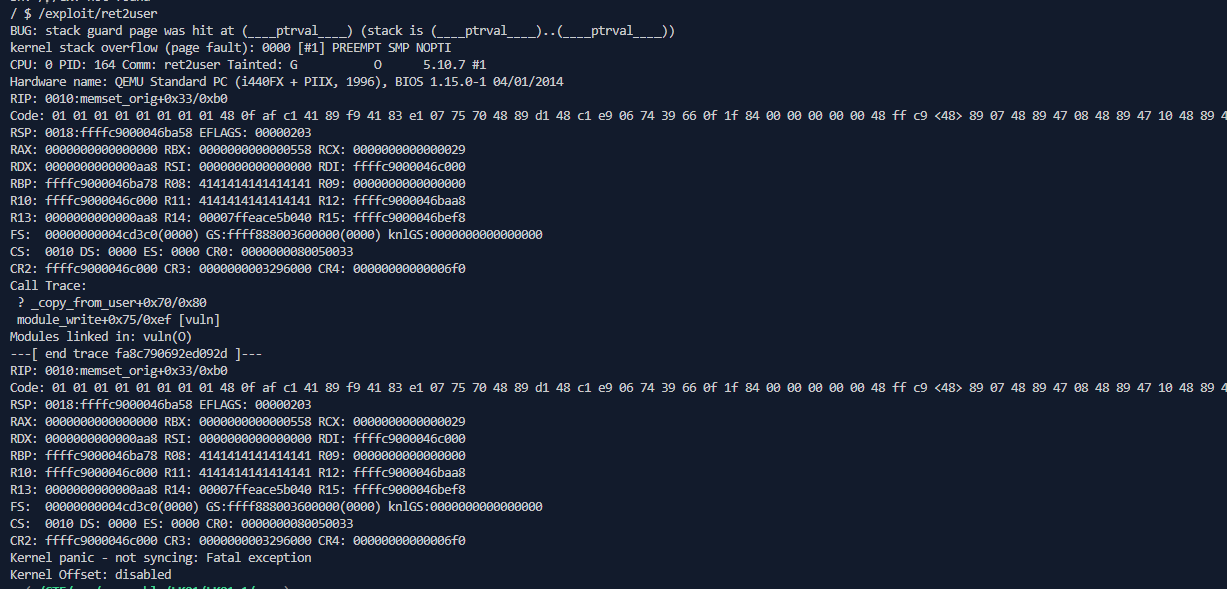 / $ /exploit/ret2user
BUG: stack guard page was hit at (____ptrval____) (stack is (____ptrval____)..(____ptrval____))
kernel stack overflow (page fault): 0000 [#1] PREEMPT SMP NOPTI
CPU: 0 PID: 164 Comm: ret2user Tainted: G           O      5.10.7 #1
Hardware name: QEMU Standard PC (i440FX + PIIX, 1996), BIOS 1.15.0-1 04/01/2014
RIP: 0010:memset_orig+0x33/0xb0
Code: 01 01 01 01 01 01 01 01 48 0f af c1 41 89 f9 41 83 e1 07 75 70 48 89 d1 48 c1 e9 06 74 39 66 0f 1f 84 00 00 00 00 00 48 ff c9 <48> 89 07 48 89 47 08 48 89 47 10 48 89 4
RSP: 0018:ffffc9000046ba58 EFLAGS: 00000203
RAX: 0000000000000000 RBX: 0000000000000558 RCX: 0000000000000029
RDX: 0000000000000aa8 RSI: 0000000000000000 RDI: ffffc9000046c000
RBP: ffffc9000046ba78 R08: 4141414141414141 R09: 0000000000000000
R10: ffffc9000046c000 R11: 4141414141414141 R12: ffffc9000046baa8
R13: 0000000000000aa8 R14: 00007ffeace5b040 R15: ffffc9000046bef8
FS:  00000000004cd3c0(0000) GS:ffff888003600000(0000) knlGS:0000000000000000
CS:  0010 DS: 0000 ES: 0000 CR0: 0000000080050033
CR2: ffffc9000046c000 CR3: 0000000003296000 CR4: 00000000000006f0
Call Trace:
 ? _copy_from_user+0x70/0x80
 module_write+0x75/0xef [vuln]
Modules linked in: vuln(O)
---[ end trace fa8c790692ed092d ]---
RIP: 0010:memset_orig+0x33/0xb0
Code: 01 01 01 01 01 01 01 01 48 0f af c1 41 89 f9 41 83 e1 07 75 70 48 89 d1 48 c1 e9 06 74 39 66 0f 1f 84 00 00 00 00 00 48 ff c9 <48> 89 07 48 89 47 08 48 89 47 10 48 89 4
RSP: 0018:ffffc9000046ba58 EFLAGS: 00000203
RAX: 0000000000000000 RBX: 0000000000000558 RCX: 0000000000000029
RDX: 0000000000000aa8 RSI: 0000000000000000 RDI: ffffc9000046c000
RBP: ffffc9000046ba78 R08: 4141414141414141 R09: 0000000000000000
R10: ffffc9000046c000 R11: 4141414141414141 R12: ffffc9000046baa8
R13: 0000000000000aa8 R14: 00007ffeace5b040 R15: ffffc9000046bef8
FS:  00000000004cd3c0(0000) GS:ffff888003600000(0000) knlGS:0000000000000000
CS:  0010 DS: 0000 ES: 0000 CR0: 0000000080050033
CR2: ffffc9000046c000 CR3: 0000000003296000 CR4: 00000000000006f0
Kernel panic - not syncing: Fatal exception
Kernel Offset: disabled